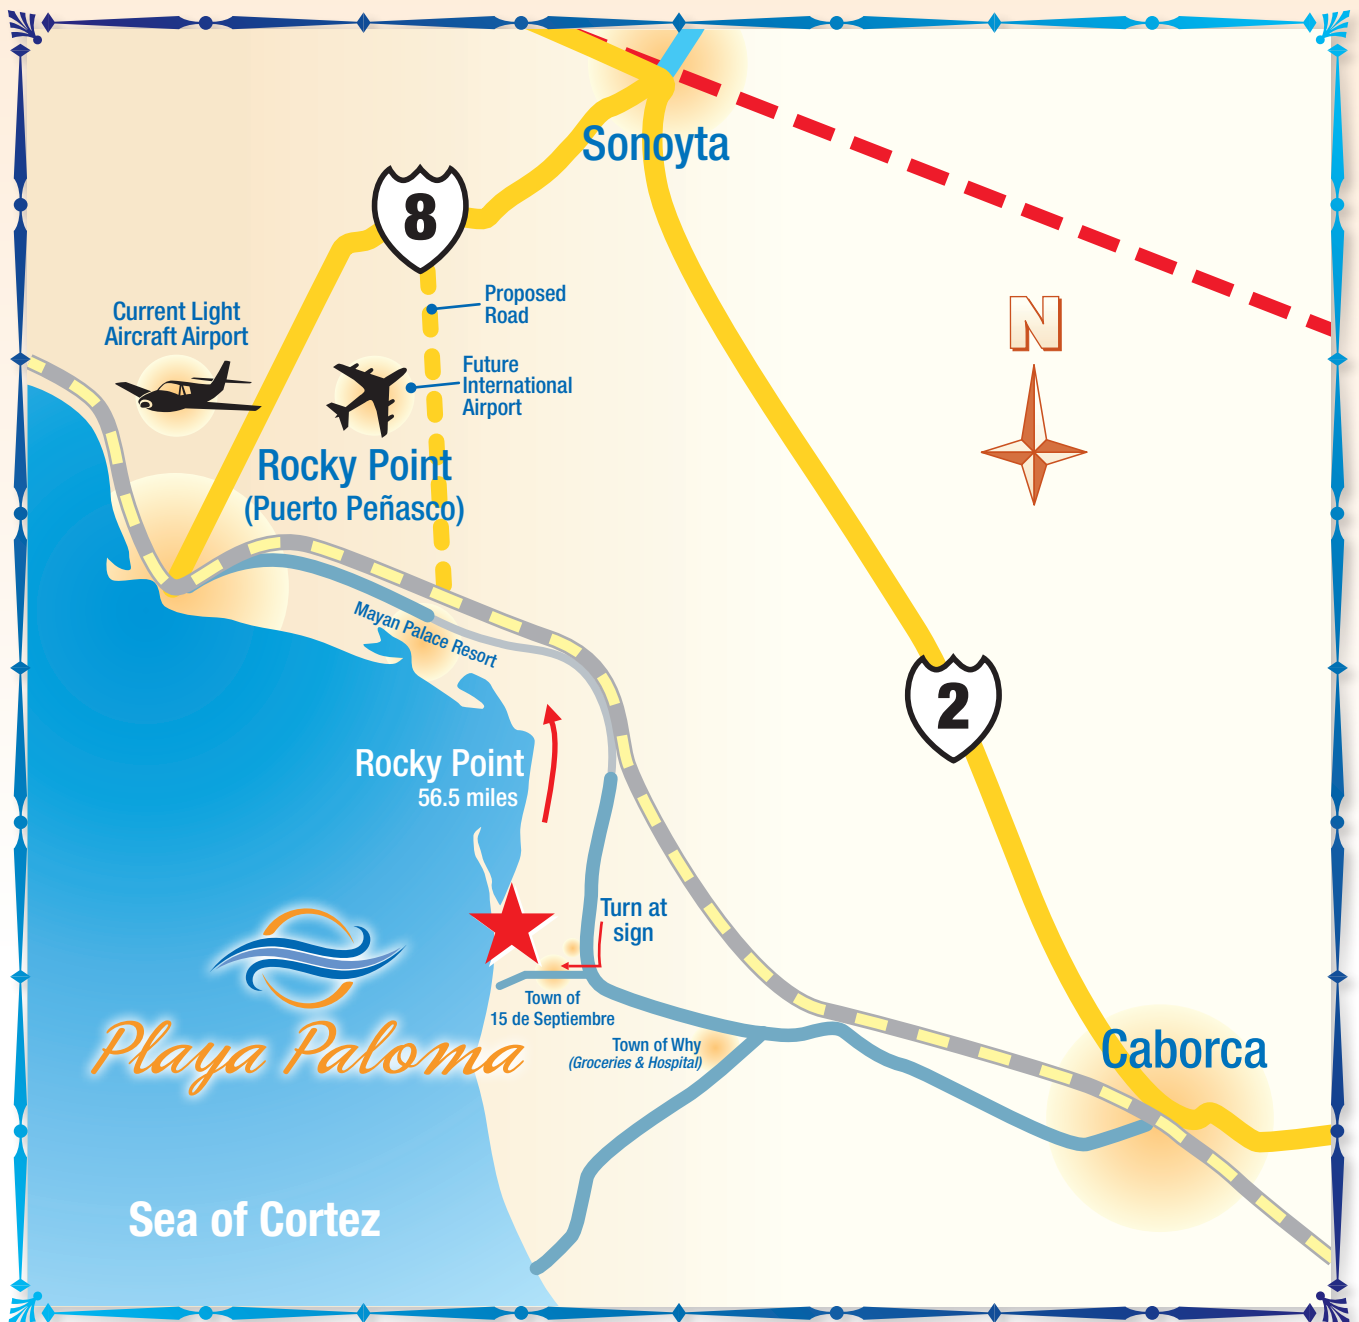 Sonoyta
8
Proposed
Road
Current Light
Aircraft Airport
Future
International
Airport
N
Rocky Point
(Puerto Peñasco)
Mayan Palace Resort
2
Rocky Point
56.5 miles
Turn at
sign
Town of
15 de Septiembre
Playa Paloma
Town of Why
(Groceries & Hospital)
Caborca
Sea of Cortez